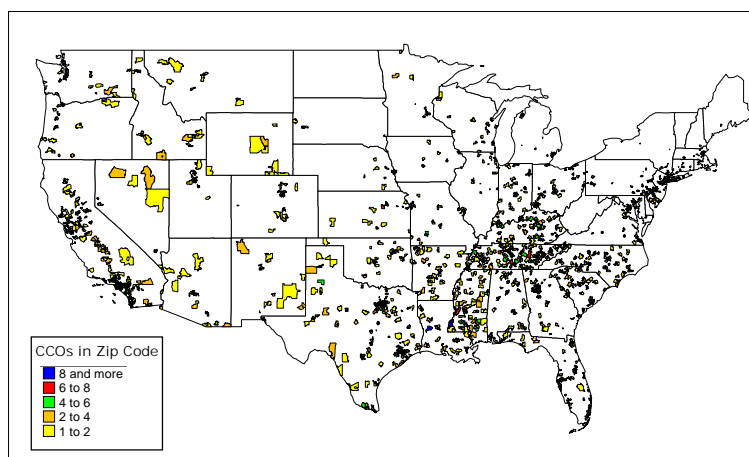 CCOs in Zip Code
8 and more
6 to 8
4 to 6
2 to 4
1 to 2